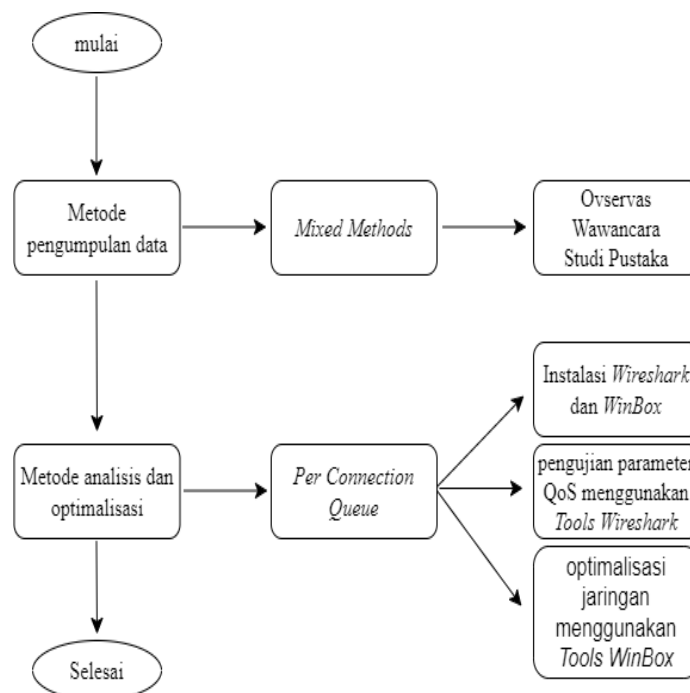 mulai
Metode
pengumpulan data
Mixed Methods
Ovservas
Wawancara
Studi Pustaka
Metode analisis dan
optimalisasi
Per Connection
Queue
Instalasi Wireshark
dan WinBox
pengujian parameter
QoS menggunakan
Tools Wireshark
optimalisasi
jaringan
menggunakan
Tools WinBox
Selesai